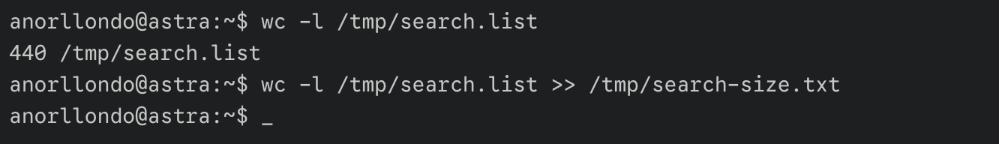 anorllondo@astra:~$ wc -l /tmp/search.list
440 /tmp/search.list
anorllondo@astra:~$ wc -l /tmp/search.list >> /tmp/search-size.txt
anorllondo@astra:~$ _